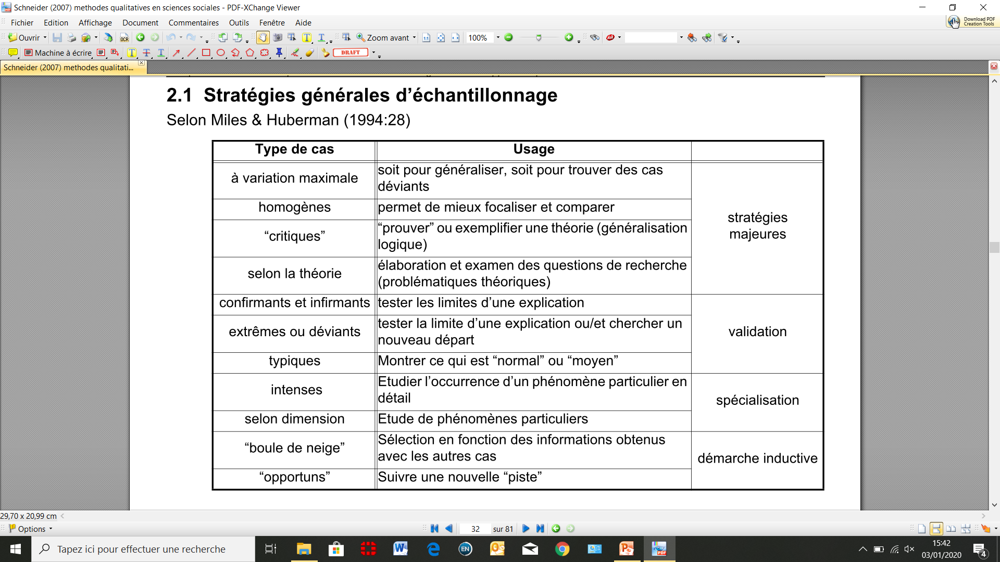 Schneider (2007) methodes qualitatives en sciences sociales - PDF-XChange Viewer
Fichier Edition Affichage Document Commentaires Outils Fenêtre Aide
Download PDF
Creation Tools
Ouvrir OCR Zoom avant 1:1 100%
Machine à écrire DRAFT
Schneider (2007) methodes qualitati...
2.1 Stratégies générales d’échantillonnage
Selon Miles & Huberman (1994:28)
Type de cas Usage
à variation maximale
soit pour généraliser, soit pour trouver des cas
déviants
stratégies
majeures
homogènes
permet de mieux focaliser et comparer
“critiques”
“prouver” ou exemplifier une théorie (généralisation
logique)
selon la théorie
élaboration et examen des questions de recherche
(problématiques théoriques)
confirmants et infirmants
tester les limites d’une explication
validation
extrêmes ou déviants
tester la limite d’une explication ou/et chercher un
nouveau départ
typiques
Montrer ce qui est “normal” ou “moyen”
intenses
Etudier l’occurrence d’un phénomène particulier en
détail
spécialisation
selon dimension
Etude de phénomènes particuliers
“boule de neige”
Sélection en fonction des informations obtenus
avec les autres cas
démarche inductive
“opportuns”
Suivre une nouvelle “piste”
29,70 x 20,99 cm
Options 32 sur 81
Tapez ici pour effectuer une recherche
EN
PDF
15:42
03/01/2020
4